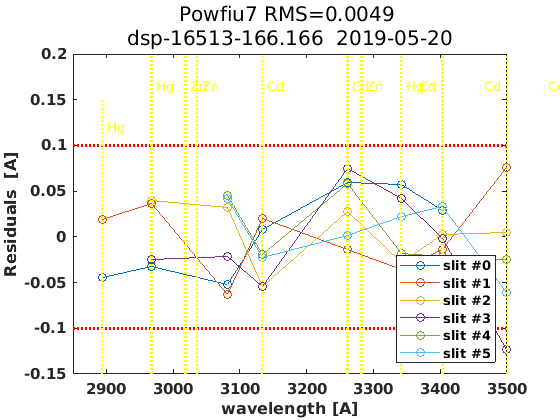 Powfiu7 RMS=0.0049
dsp-16513-166.166 2019-05-20
0.2
0.15
0.1
0.05
0
-0.05
-0.1
-0.15
Residuals [A]
Hg
Hg
Zn
Zn
Cd
Cd
Zn
Hg
Cd
Cd
slit #0
slit #1
slit #2
slit #3
slit #4
slit #5
2900 3000 3100 3200 3300 3400 3500
wavelength [A]